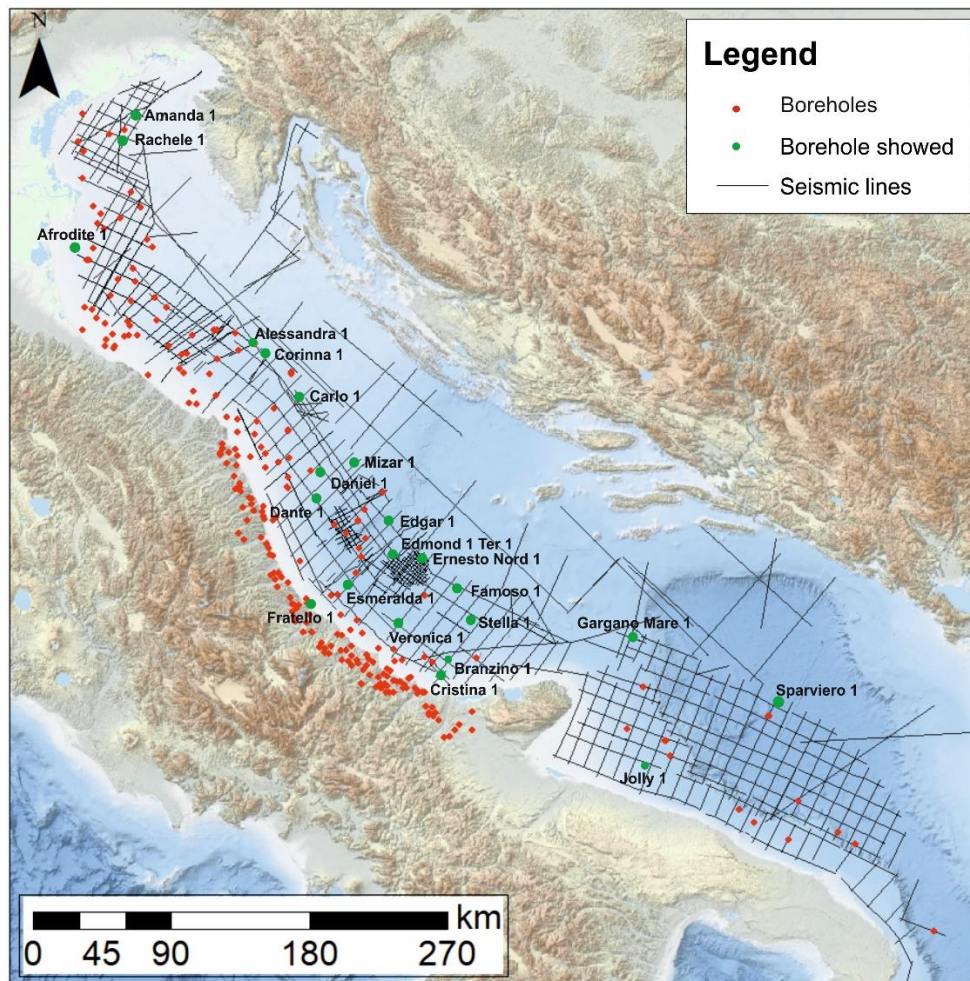 N
Legend
Boreholes
Borehole showed
Seismic lines
Amanda 1
Rachele 1
Afrodite 1
Alessandra 1
Corinna 1
Carlo 1
Mizar 1
Daniel 1
Dante 1
Edgar 1
Edmond 1 Ter 1
Ernesto Nord 1
Esmeralda 1
Famoso 1
Fratello 1
Stella 1
Gargano Mare 1
Veronica 1
Branzino 1
Cristina 1
Sparviero 1
Jolly 1
km
0 45 90 180 270